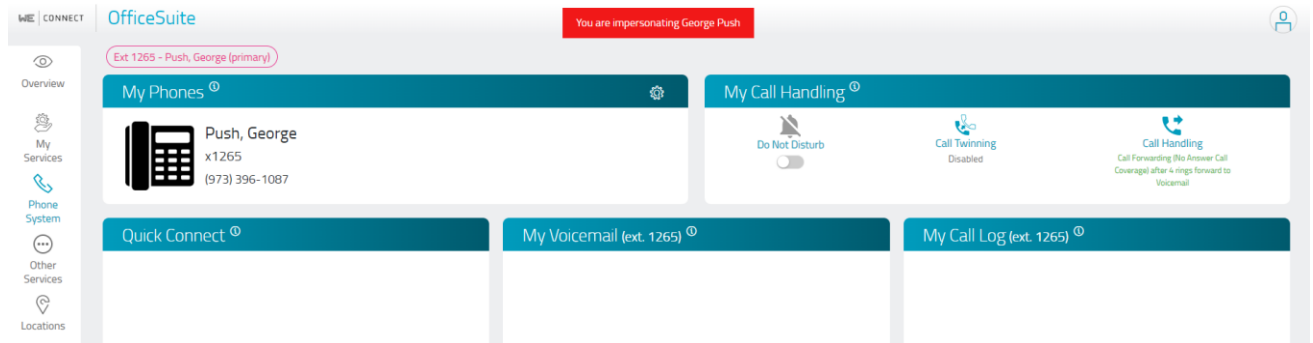 WE | CONNECT
OfficeSuite
You are impersonating George Push
Overview
My
Services
Phone
System
Other
Services
Locations
Ext 1265 - Push, George (primary)
My Phones
Push, George
x1265
(973) 396-1087
My Call Handling
Do Not Disturb
Call Twinning
Disabled
Call Handling
Call Forwarding (No Answer Call
Coverage) after 4 rings forward to
Voicemail
Quick Connect
My Voicemail (ext. 1265)
My Call Log (ext. 1265)